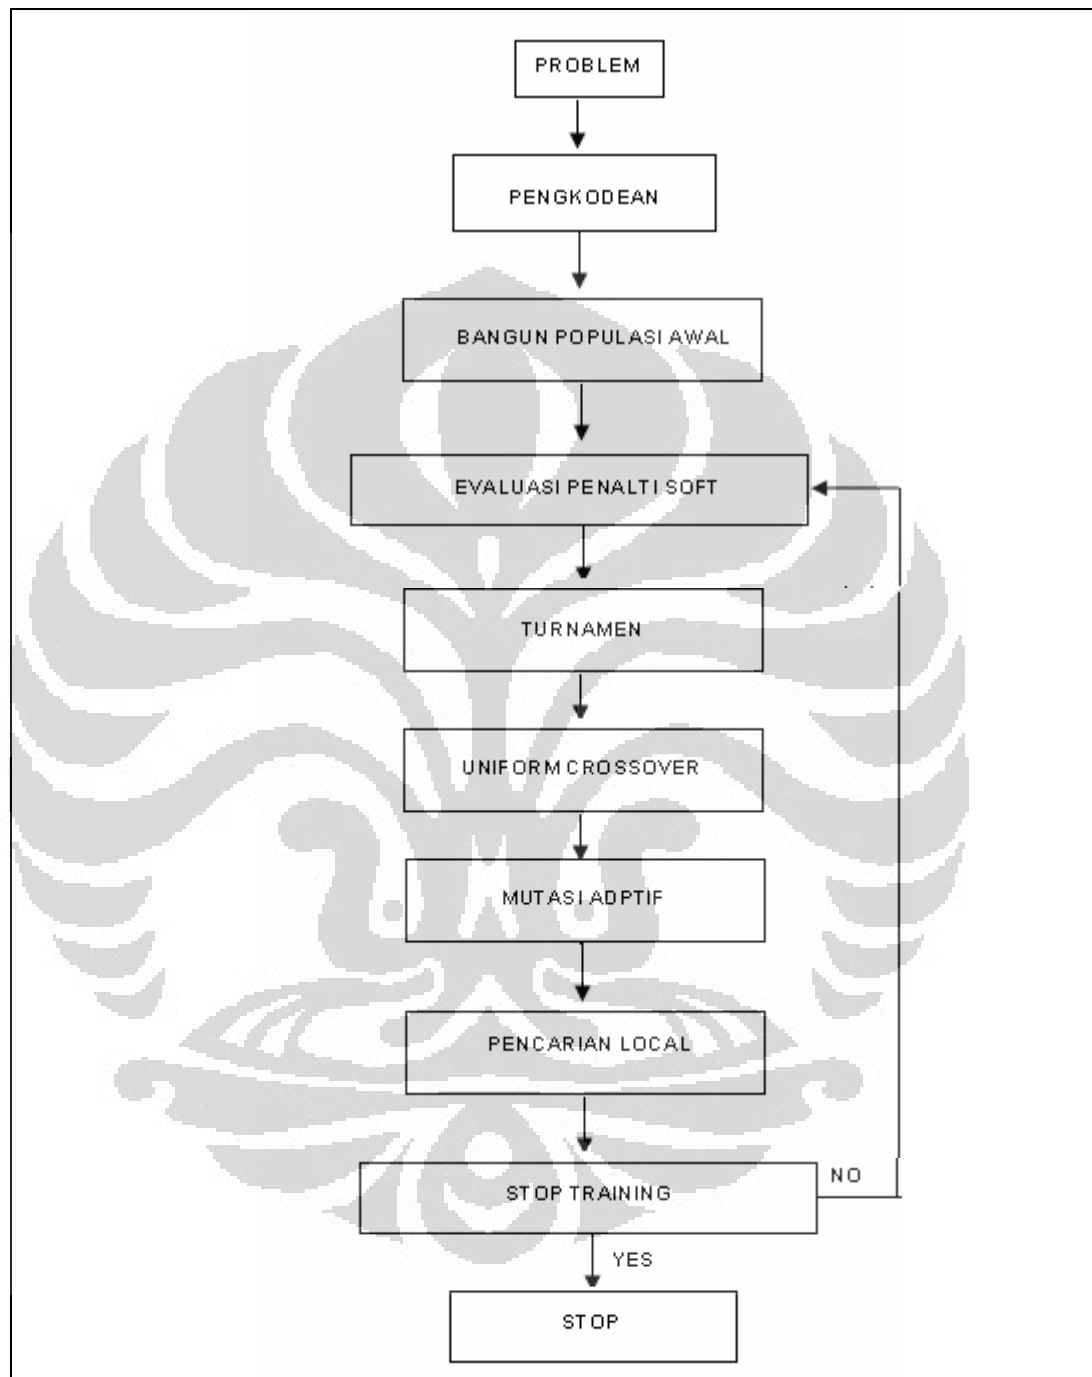 PROBLEM
PENGKODEAN
BANGUN POPULASI AWAL
EVALUASI PENALTI SOFT
TURNAMEN
UNIFORM CROSSOVER
MUTASI ADPTIF
PENCARIAN LOCAL
STOP TRAINING
NO
YES
STOP